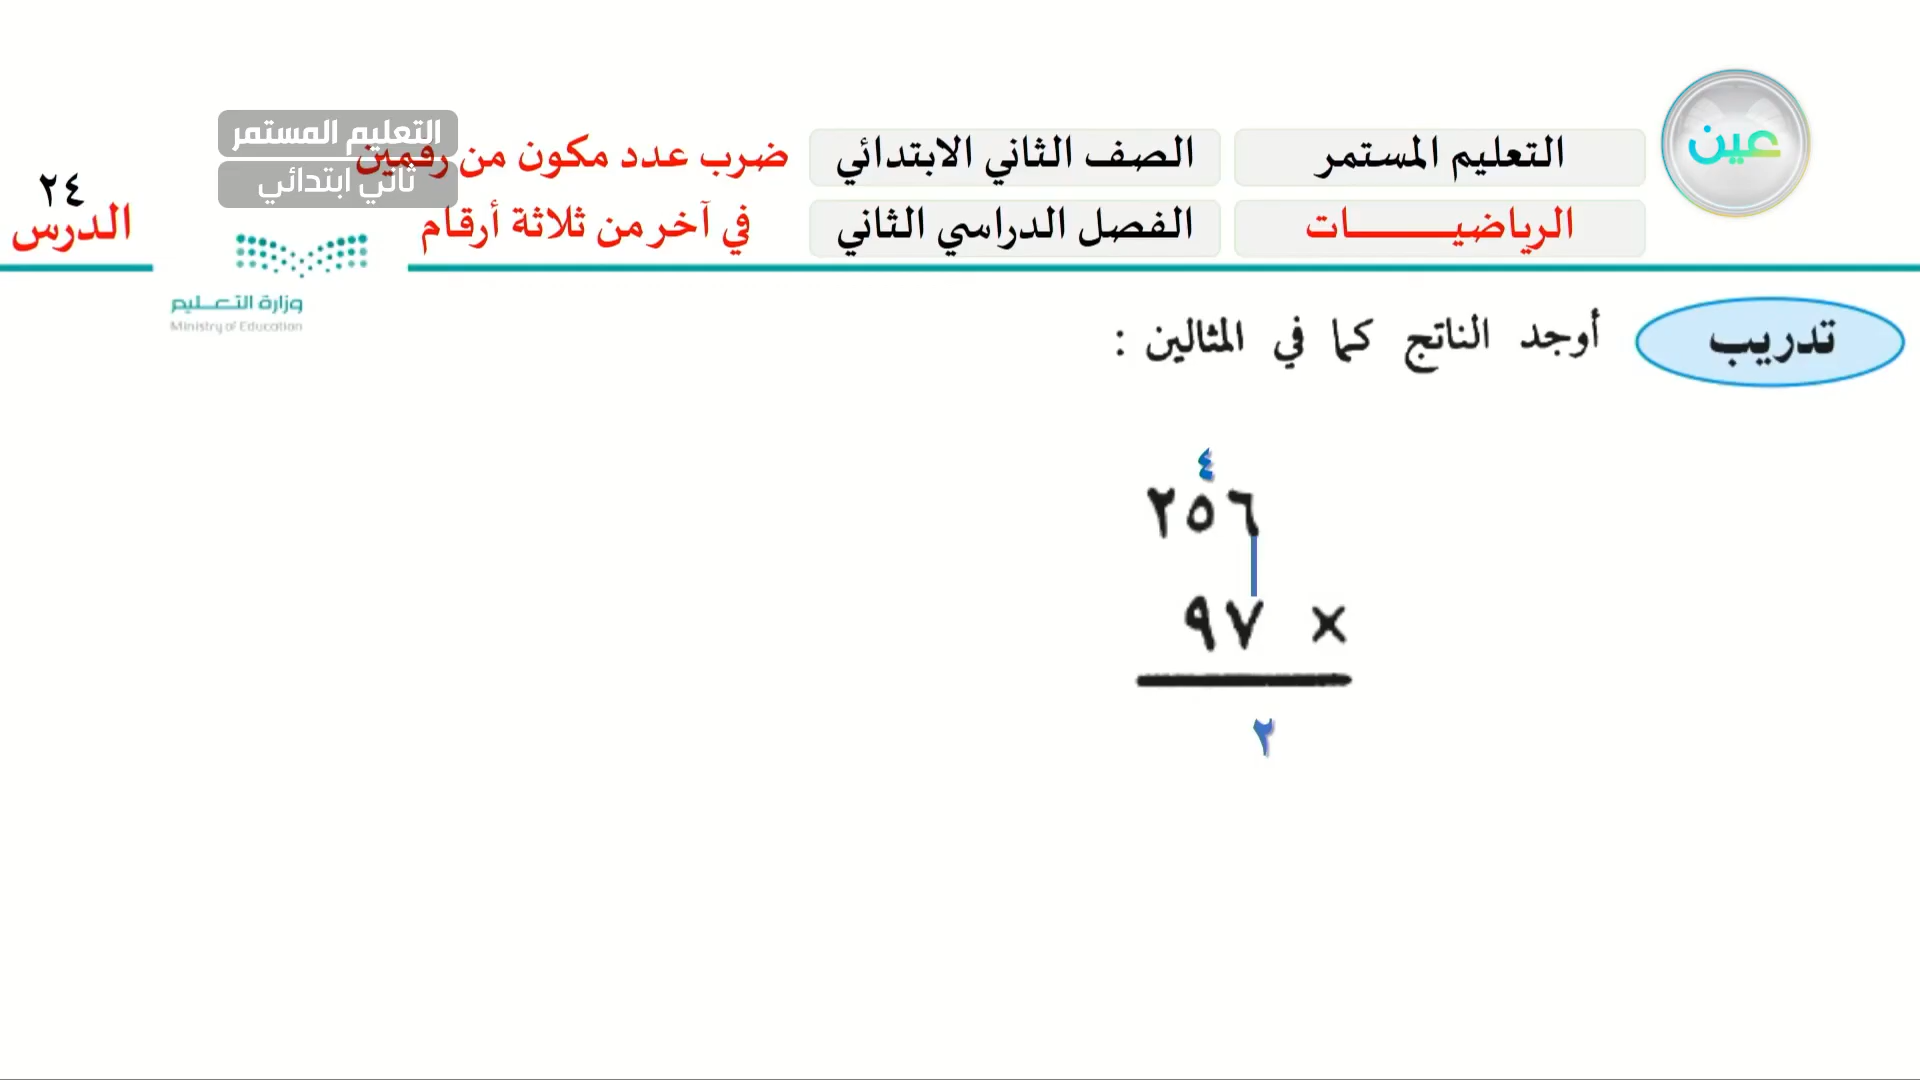 عين
التعليم المستمر
الرياضيـــــــات
الصف الثاني الابتدائي
الفصل الدراسي الثاني
ضرب عدد مكون من رقمين
في آخر من ثلاثة أرقام
التعليم المستمر
ثاني ابتدائي
٢٤
الدرس
وزارة التعـــليم
Ministry of Education
تدريب
أوجد الناتج كما في المثالين :
٤
٢٥٦
٩٧ ×
٢